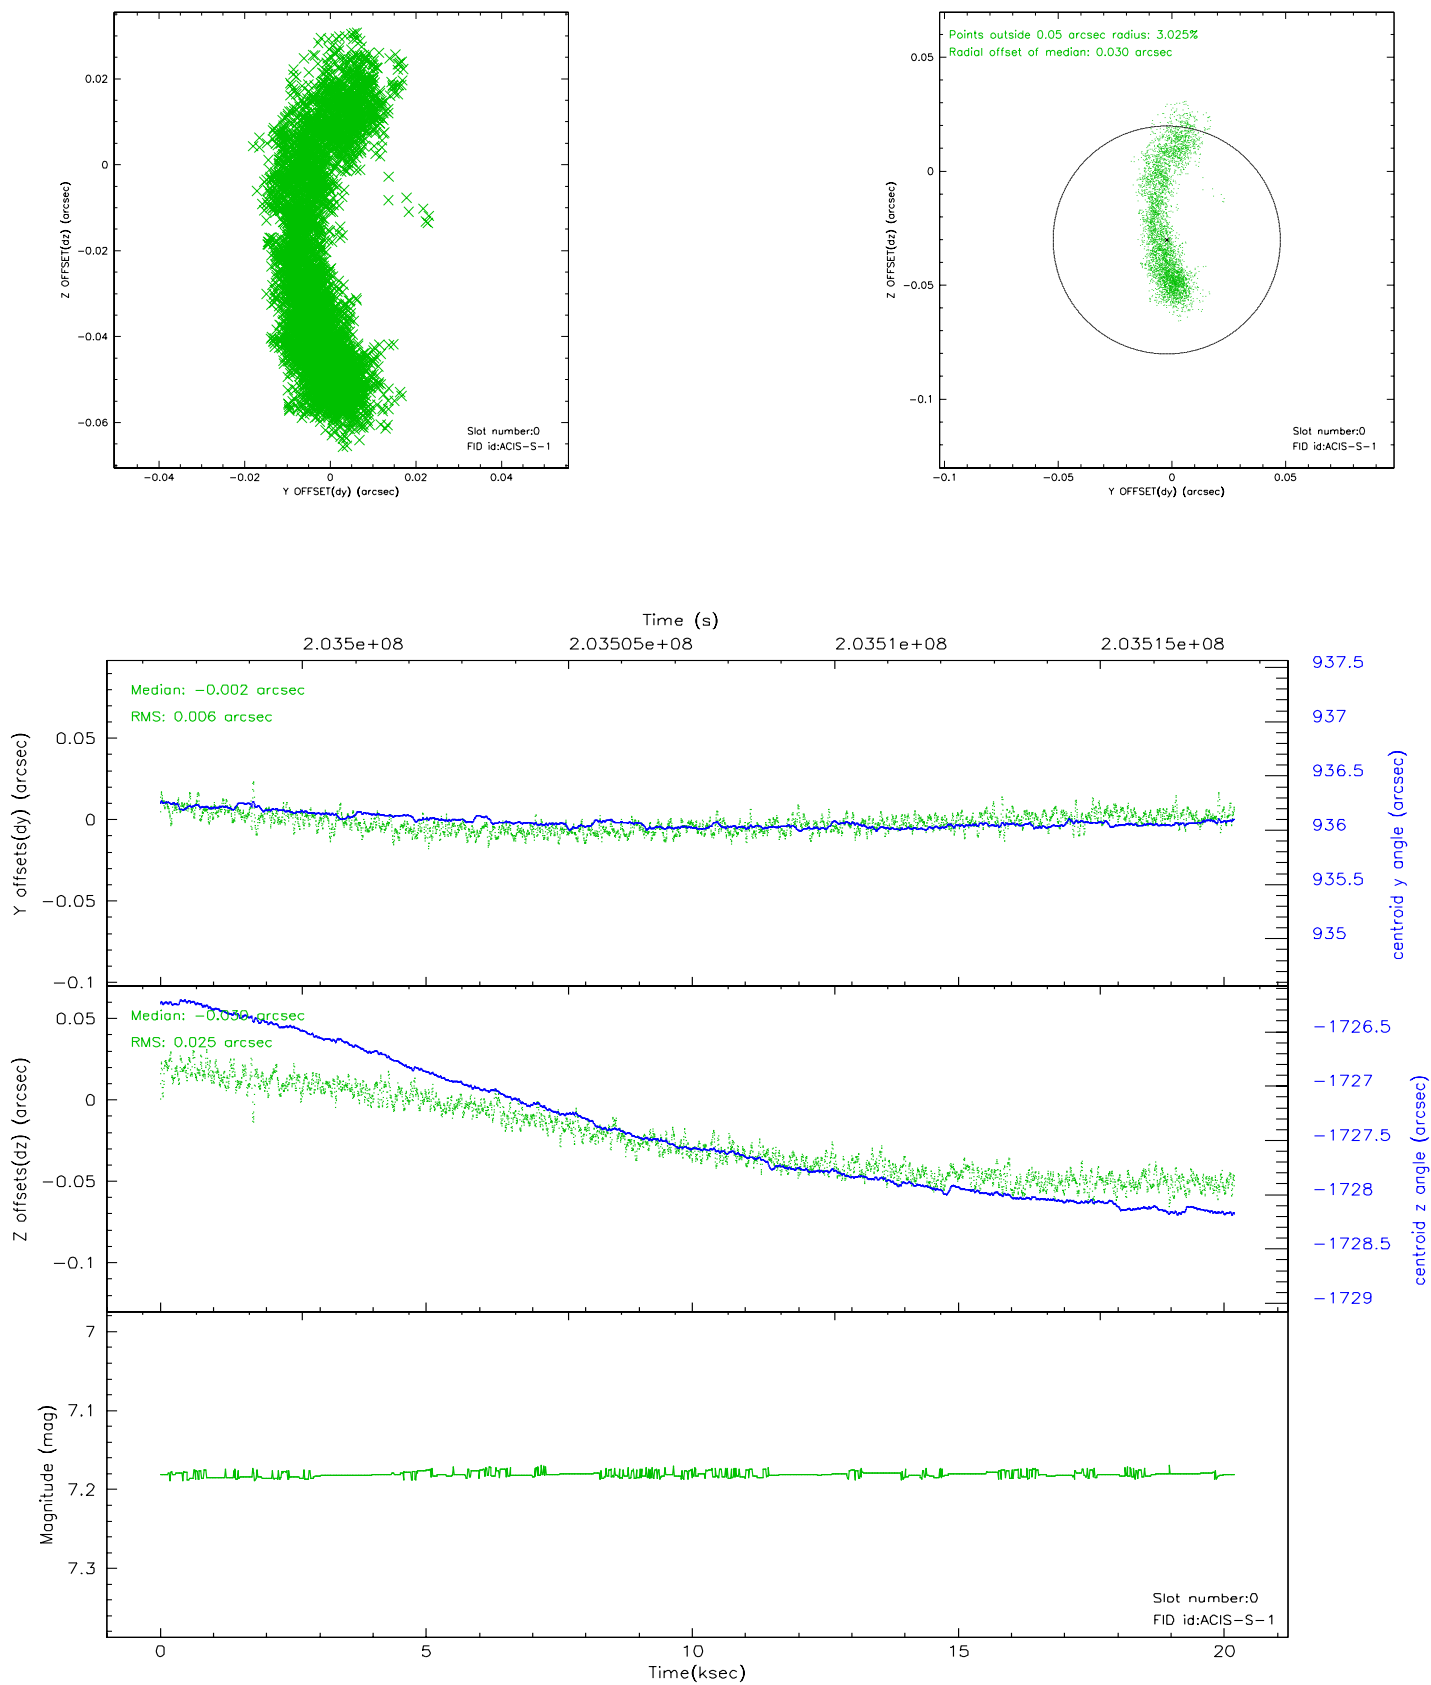 0.02
0
−0.02
−0.04
−0.06
Z OFFSET(dz) (arcsec)
Slot number:0
FID id:ACIS−S−1
−0.04
−0.02
0
0.02
0.04
Y OFFSET(dy) (arcsec)
Points outside 0.05 arcsec radius: 3.025%
Radial offset of median: 0.030 arcsec
0.05
0
−0.05
−0.1
Z OFFSET(dz) (arcsec)
Slot number:0
FID id:ACIS−S−1
−0.1
−0.05
0
0.05
Y OFFSET(dy) (arcsec)
Time (s)
2.035e+08
2.03505e+08
2.0351e+08
2.03515e+08
Median: −0.002 arcsec
RMS: 0.006 arcsec
0.05
0
−0.05
−0.1
Y offsets(dy) (arcsec)
937.5
937
936.5
936
935.5
935
centroid y angle (arcsec)
Median: −0.030 arcsec
RMS: 0.025 arcsec
0.05
0
−0.05
−0.1
Z offsets(dz) (arcsec)
−1726.5
−1727
−1727.5
−1728
−1728.5
−1729
centroid z angle (arcsec)
7
7.1
7.2
7.3
Magnitude (mag)
Slot number:0
FID id:ACIS−S−1
0
5
10
15
20
Time(ksec)